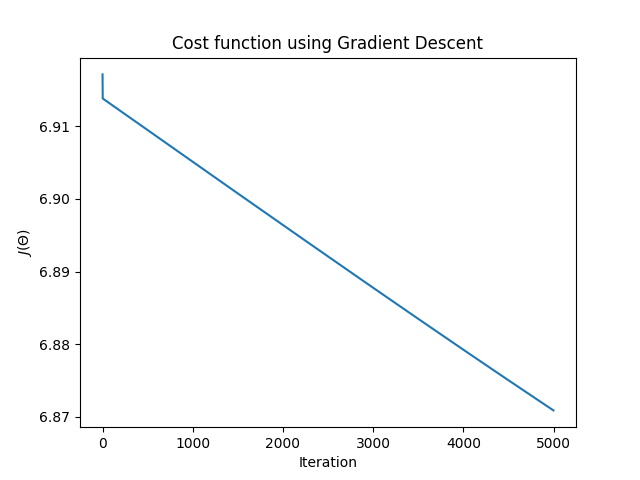 Cost function using Gradient Descent
J(Θ)
6.91
6.90
6.89
6.88
6.87
0 1000 2000 3000 4000 5000
Iteration